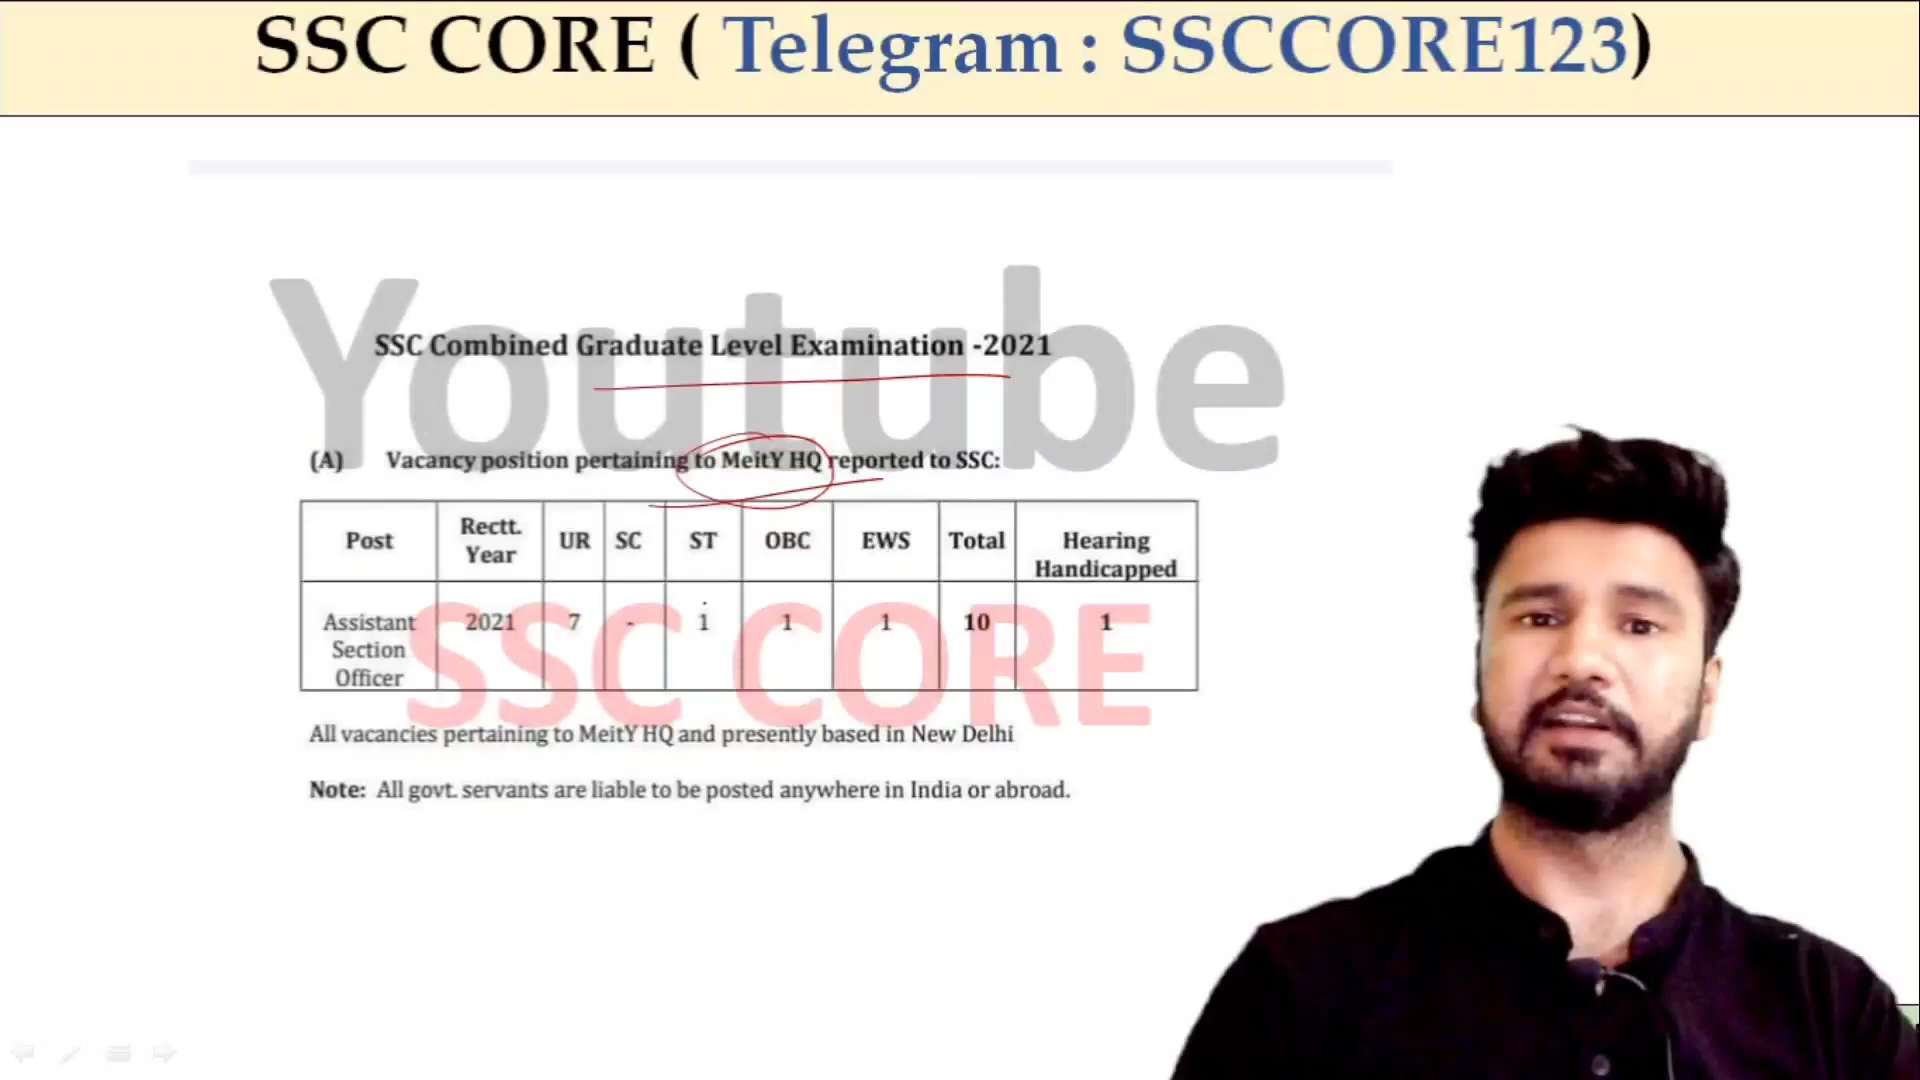 SSC CORE ( Telegram : SSCCORE123)
Youtube
SSC Combined Graduate Level Examination -2021
(A) Vacancy position pertaining to MeitY HQ reported to SSC:
Post Rectt. Year UR SC ST OBC EWS Total Hearing Handicapped
Assistant Section Officer 2021 7 - 1 1 1 10 1
SSC CORE
All vacancies pertaining to MeitY HQ and presently based in New Delhi
Note: All govt. servants are liable to be posted anywhere in India or abroad.